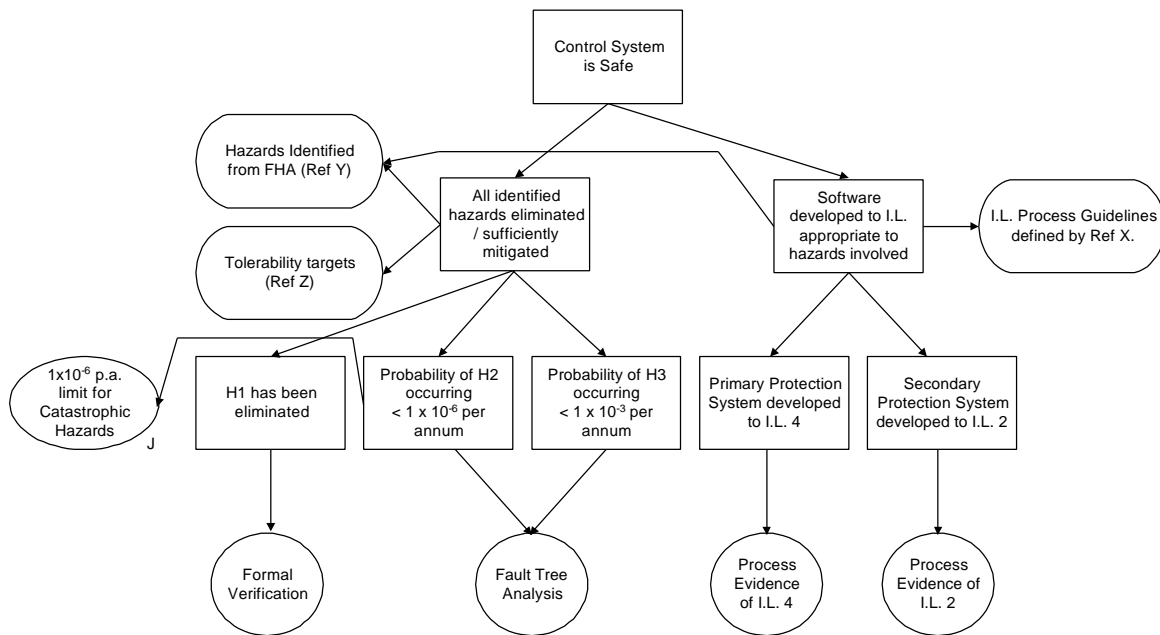 Control System
is Safe
Hazards Identified
from FHA (Ref Y)
All identified
hazards eliminated
/ sufficiently
mitigated
Software
developed to I.L.
appropriate to
hazards involved
I.L. Process Guidelines
defined by Ref X.
Tolerability targets
(Ref Z)
1x10⁻⁶ p.a.
limit for
Catastrophic
Hazards
J
H1 has been
eliminated
Probability of H2
occurring
< 1 x 10⁻⁶ per
annum
Probability of H3
occurring
< 1 x 10⁻³ per
annum
Primary Protection
System developed
to I.L. 4
Secondary
Protection System
developed to I.L. 2
Formal
Verification
Fault Tree
Analysis
Process
Evidence
of I.L. 4
Process
Evidence of
I.L. 2